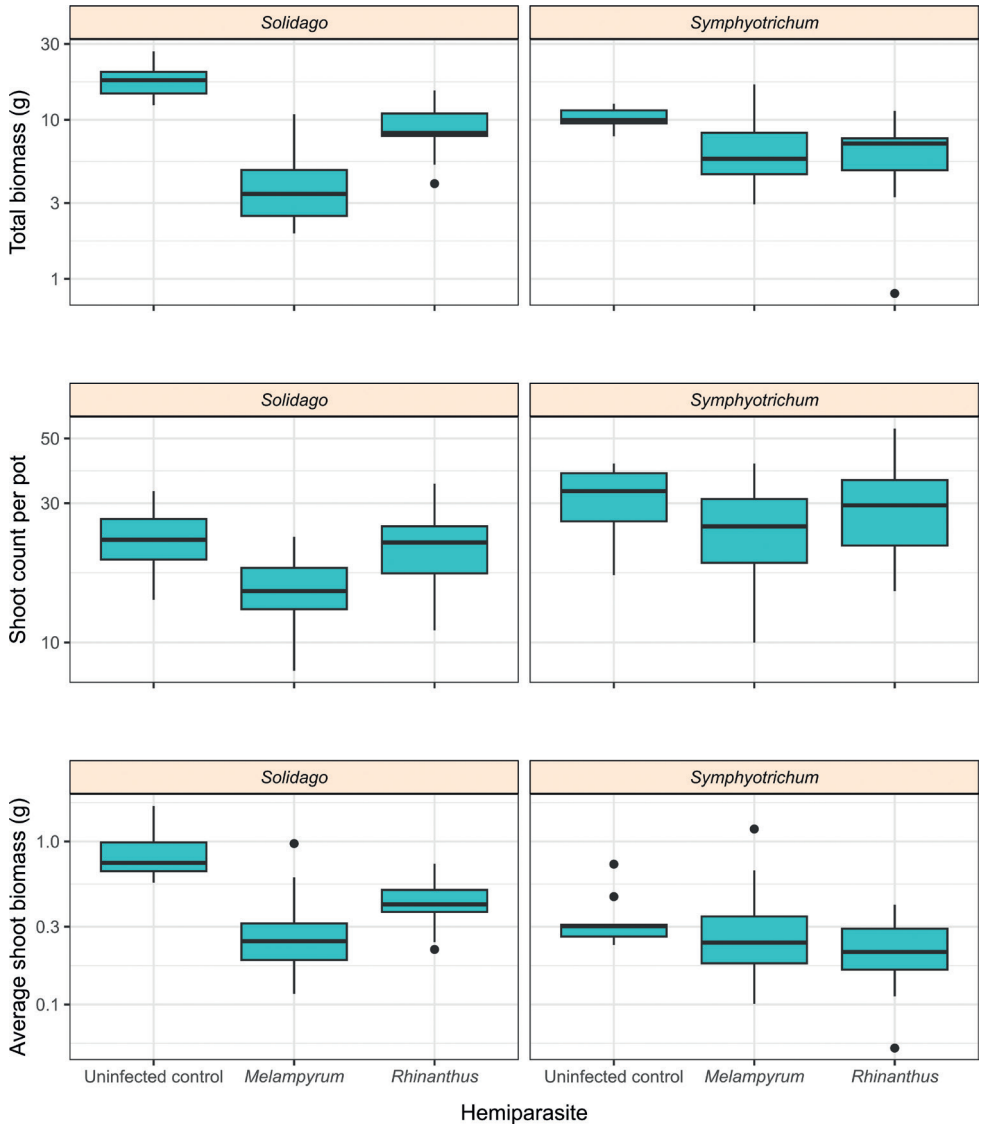 Solidago
Symphyotrichum
Total biomass (g)
30
10
3
1
Solidago
Symphyotrichum
Shoot count per pot
50
30
10
Solidago
Symphyotrichum
Average shoot biomass (g)
1.0
0.3
0.1
Uninfected control
Melampyrum
Rhinanthus
Uninfected control
Melampyrum
Rhinanthus
Hemiparasite